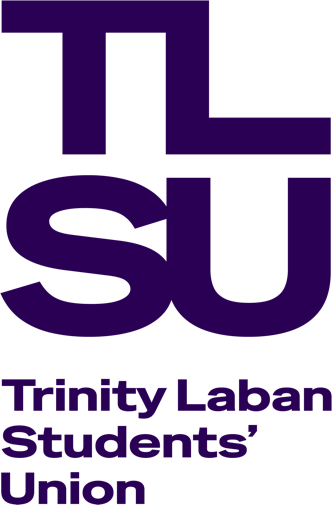 TL
SU
Trinity Laban
Students’
Union